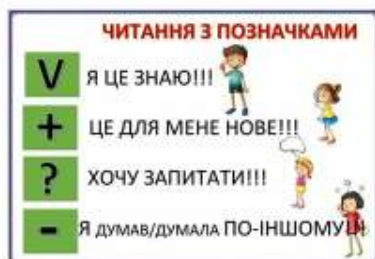 ЧИТАННЯ З ПОЗНАЧКАМИ
V Я ЦЕ ЗНАЮ!!!
+ ЦЕ ДЛЯ МЕНЕ НОВЕ!!!
? ХОЧУ ЗАПИТАТИ!!!
- Я ДУМАВ/ДУМАЛА ПО-ІНШОМУ!!!